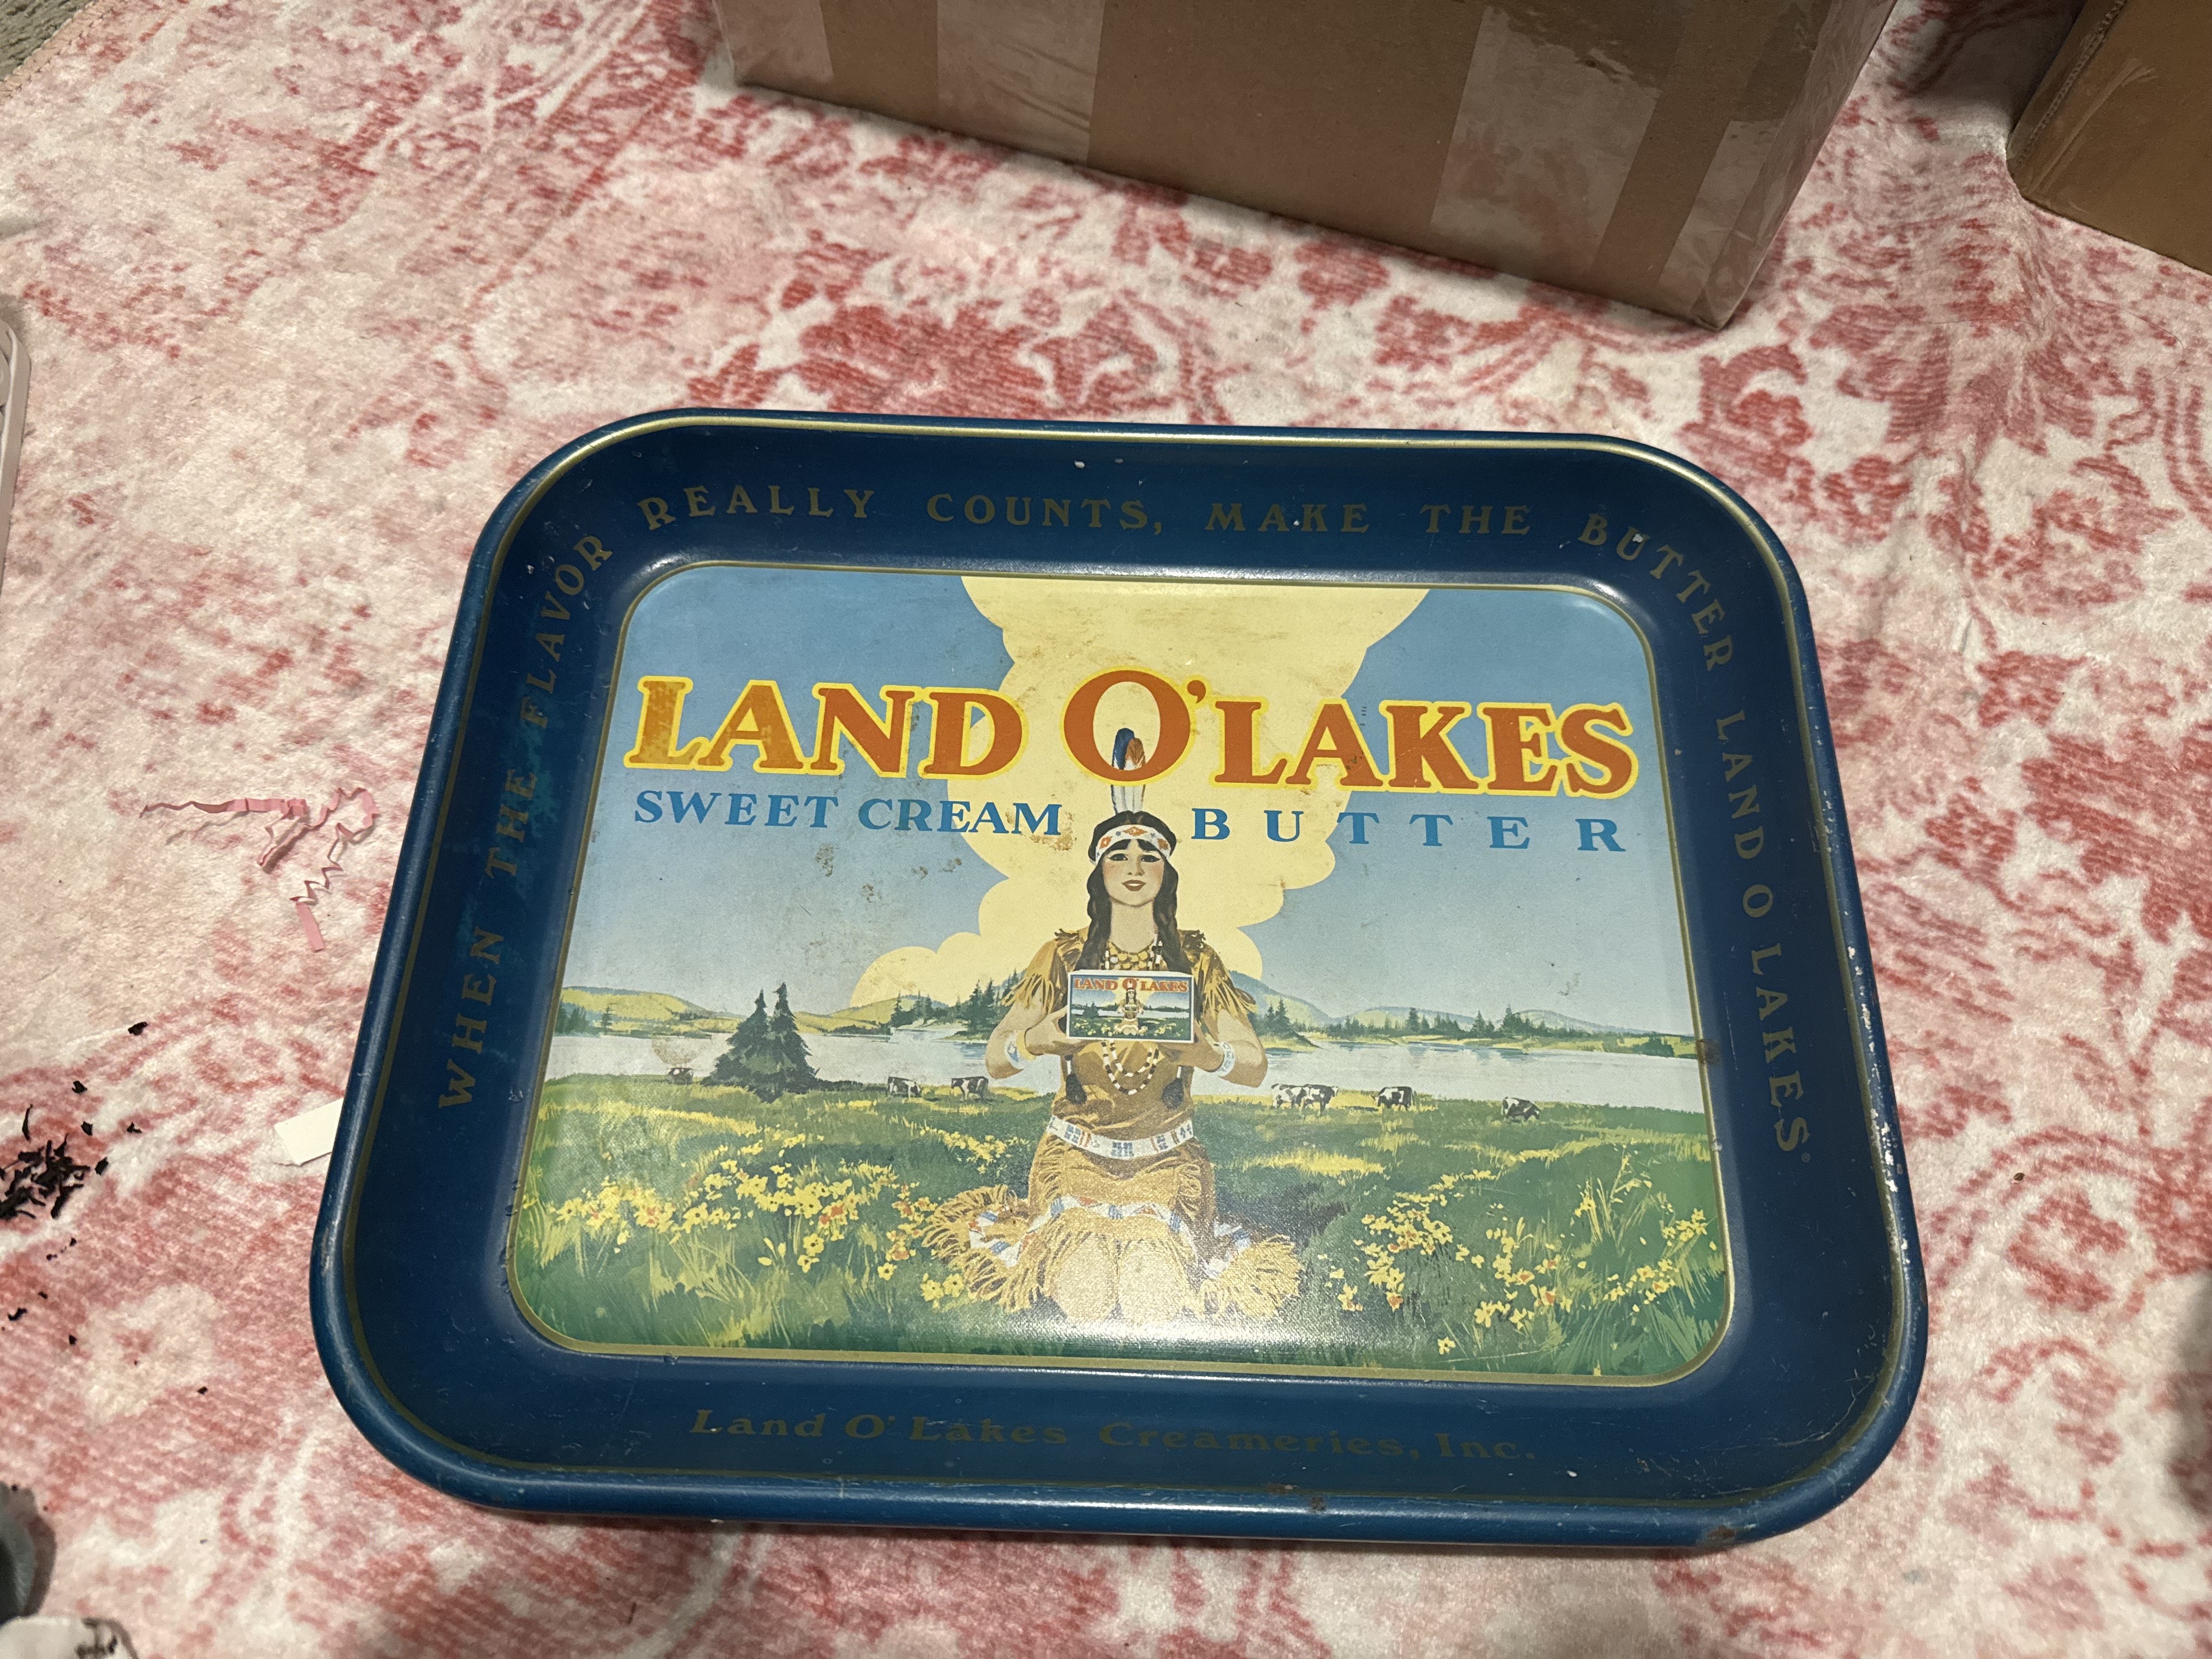 WHEN THE FLAVOR REALLY COUNTS, MAKE THE BUTTER LAND O LAKES®
LAND O'LAKES
SWEET CREAM BUTTER
LAND O'LAKES
Land O'Lakes Creameries, Inc.